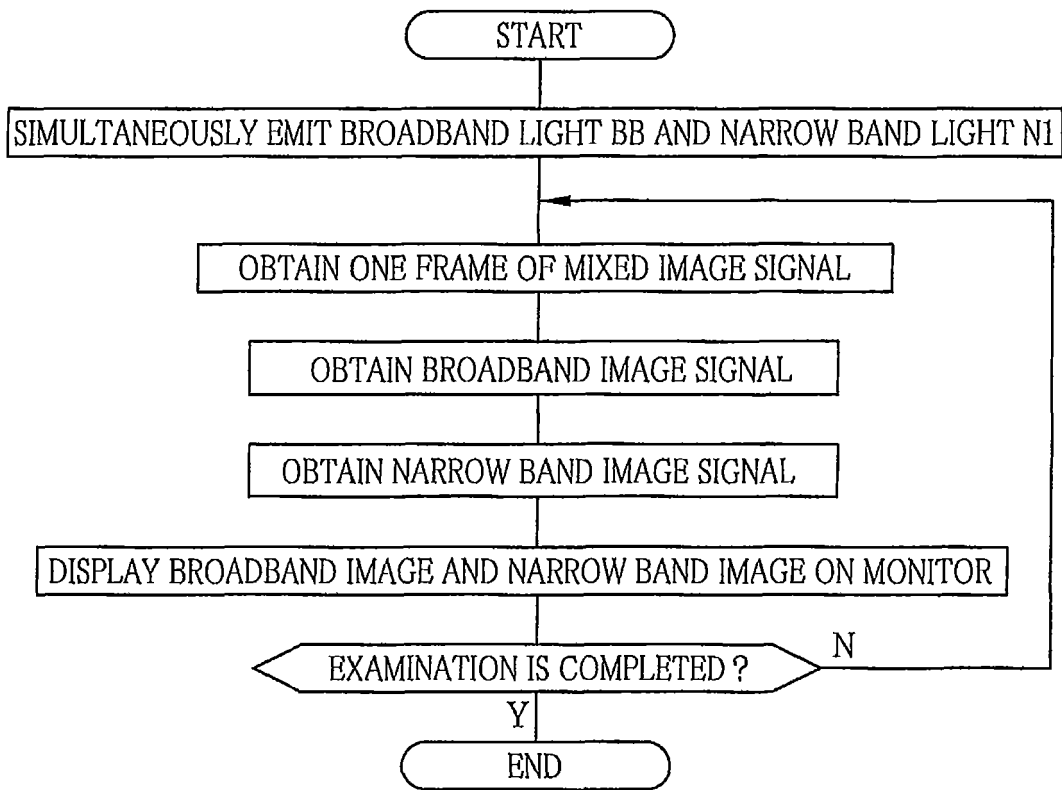 START
SIMULTANEOUSLY EMIT BROADBAND LIGHT BB AND NARROW BAND LIGHT N1
OBTAIN ONE FRAME OF MIXED IMAGE SIGNAL
OBTAIN BROADBAND IMAGE SIGNAL
OBTAIN NARROW BAND IMAGE SIGNAL
DISPLAY BROADBAND IMAGE AND NARROW BAND IMAGE ON MONITOR
EXAMINATION IS COMPLETED ?
N
Y
END